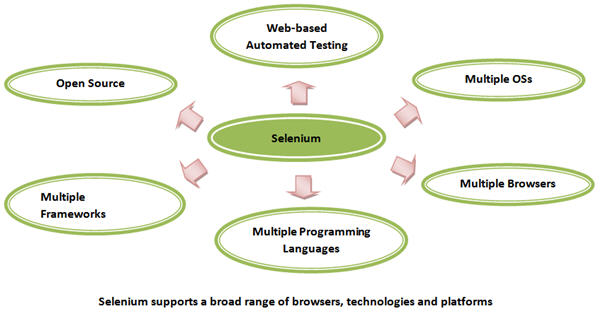 Web-based
Automated Testing
Open Source
Multiple OSs
Selenium
Multiple
Frameworks
Multiple Browsers
Multiple Programming
Languages
Selenium supports a broad range of browsers, technologies and platforms